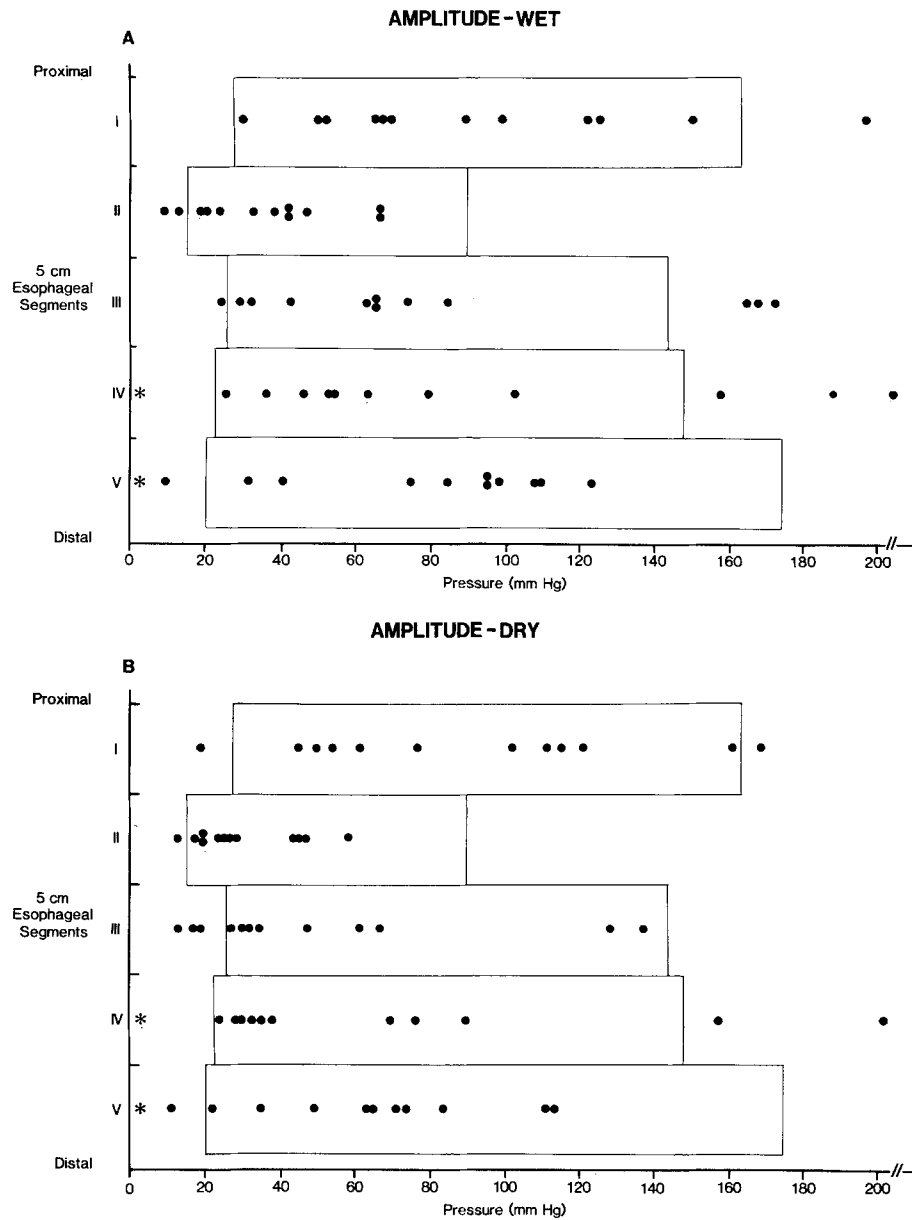 AMPLITUDE-WET
A
Proximal
I
II
5 cm
Esophageal
Segments
III
IV *
V *
Distal
0 20 40 60 80 100 120 140 160 180 200
Pressure (mm Hg)
AMPLITUDE-DRY
B
Proximal
I
II
5 cm
Esophageal
Segments
III
IV *
V *
Distal
0 20 40 60 80 100 120 140 160 180 200
Pressure (mm Hg)